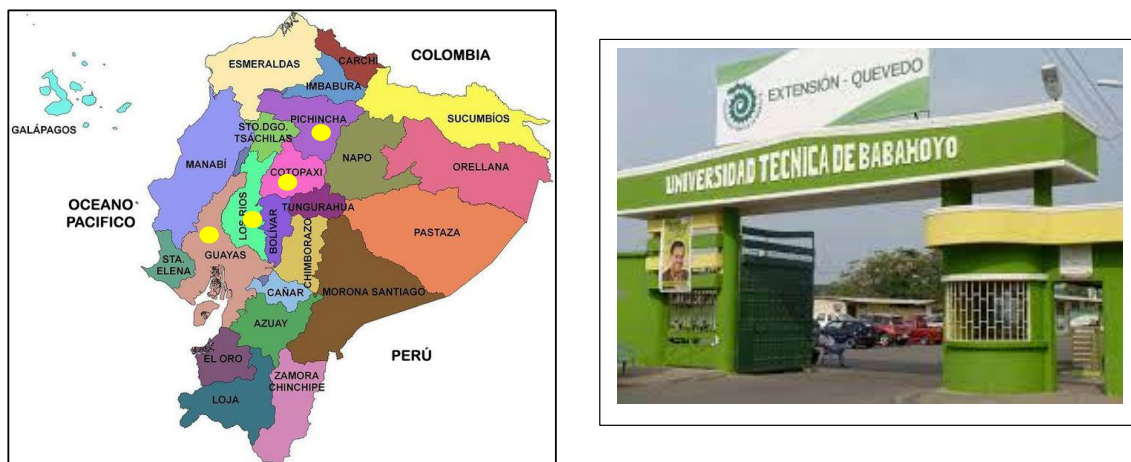 COLOMBIA
ESMERALDAS
CARCHI
IMBABURA
PICHINCHA
SUCUMBÍOS
STO.DGO.
TSÁCHILAS
GALÁPAGOS
NAPO
ORELLANA
MANABÍ
COTOPAXI
OCEANO
PACIFICO
LOS RIOS
TUNGURAHUA
BOLÍVAR
PASTAZA
CHIMBORAZO
GUAYAS
STA.
ELENA
CAÑAR
MORONA SANTIAGO
AZUAY
PERÚ
EL ORO
ZAMORA
CHINCHIPE
LOJA
EXTENSIÓN - QUEVEDO
UNIVERSIDAD TECNICA DE BABAHOYO